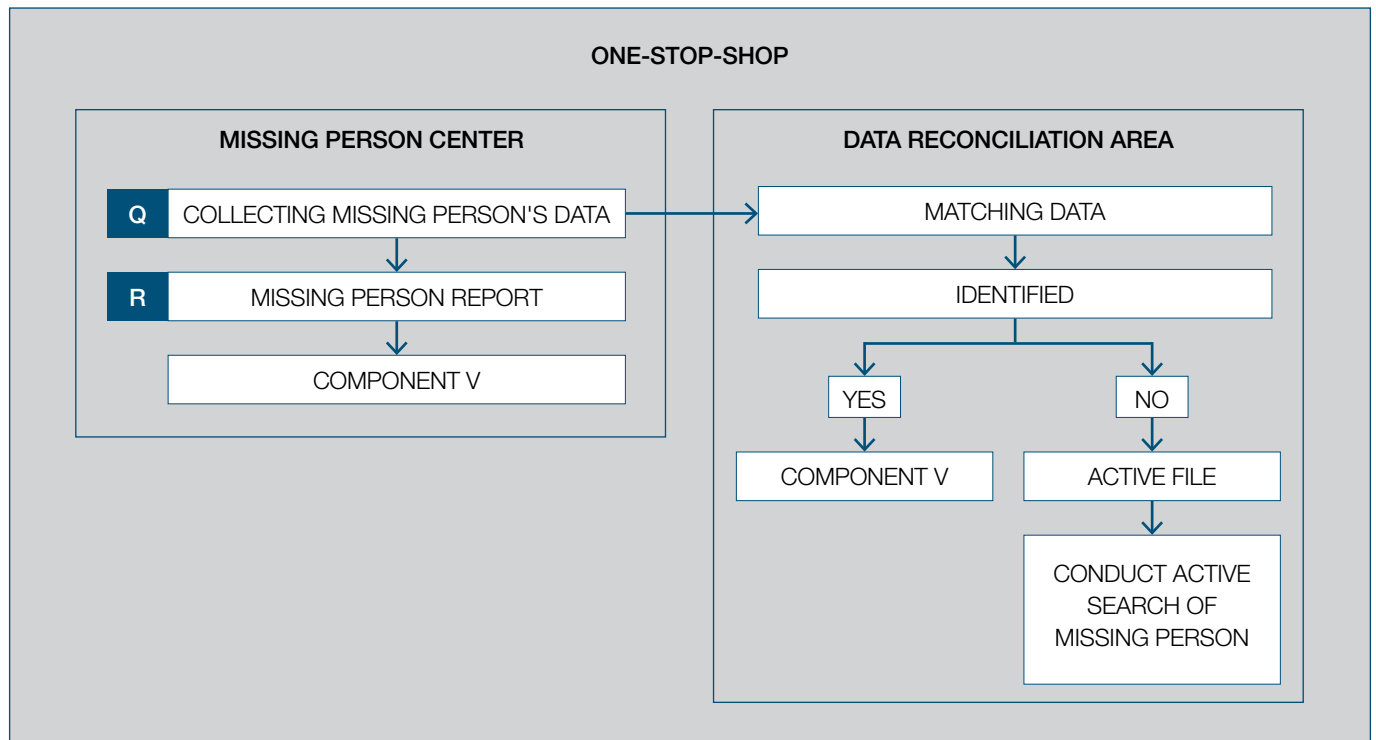 ONE-STOP-SHOP
MISSING PERSON CENTER
Q
COLLECTING MISSING PERSON'S DATA
R
MISSING PERSON REPORT
COMPONENT V
DATA RECONCILIATION AREA
MATCHING DATA
IDENTIFIED
YES
NO
COMPONENT V
ACTIVE FILE
CONDUCT ACTIVE
SEARCH OF
MISSING PERSON